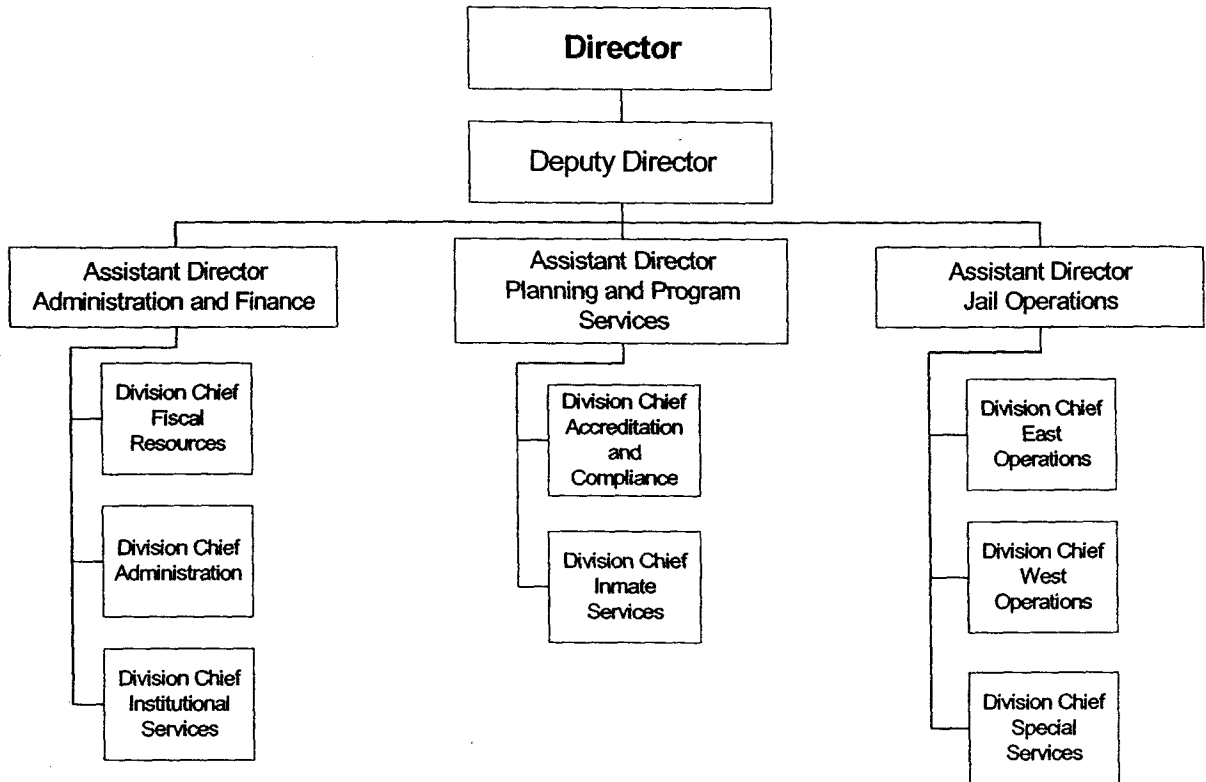 Director
Deputy Director
Assistant Director
Administration and Finance
Assistant Director
Planning and Program
Services
Assistant Director
Jail Operations
Division Chief
Fiscal
Resources
Division Chief
Administration
Division Chief
Institutional
Services
Division Chief
Accreditation
and
Compliance
Division Chief
Inmate
Services
Division Chief
East
Operations
Division Chief
West
Operations
Division Chief
Special
Services